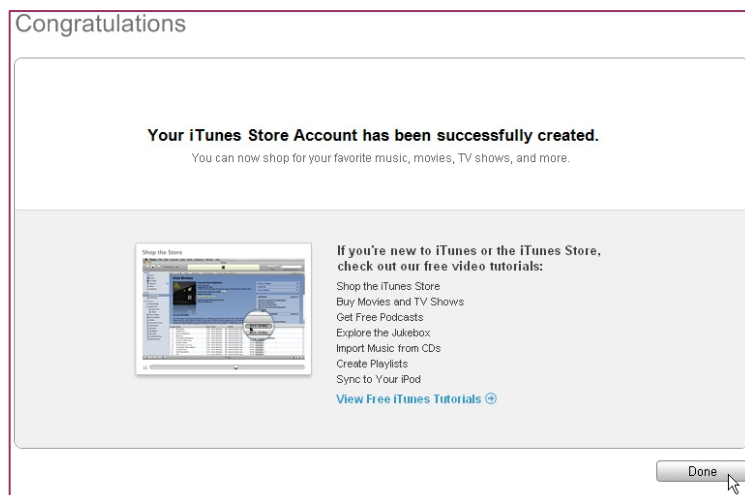 Congratulations
Your iTunes Store Account has been successfully created.
You can now shop for your favorite music, movies, TV shows, and more.
Shop the Store
If you're new to iTunes or the iTunes Store,
check out our free video tutorials:
Shop the iTunes Store
Buy Movies and TV Shows
Get Free Podcasts
Explore the Jukebox
Import Music from CDs
Create Playlists
Sync to Your iPod
View Free iTunes Tutorials
Done